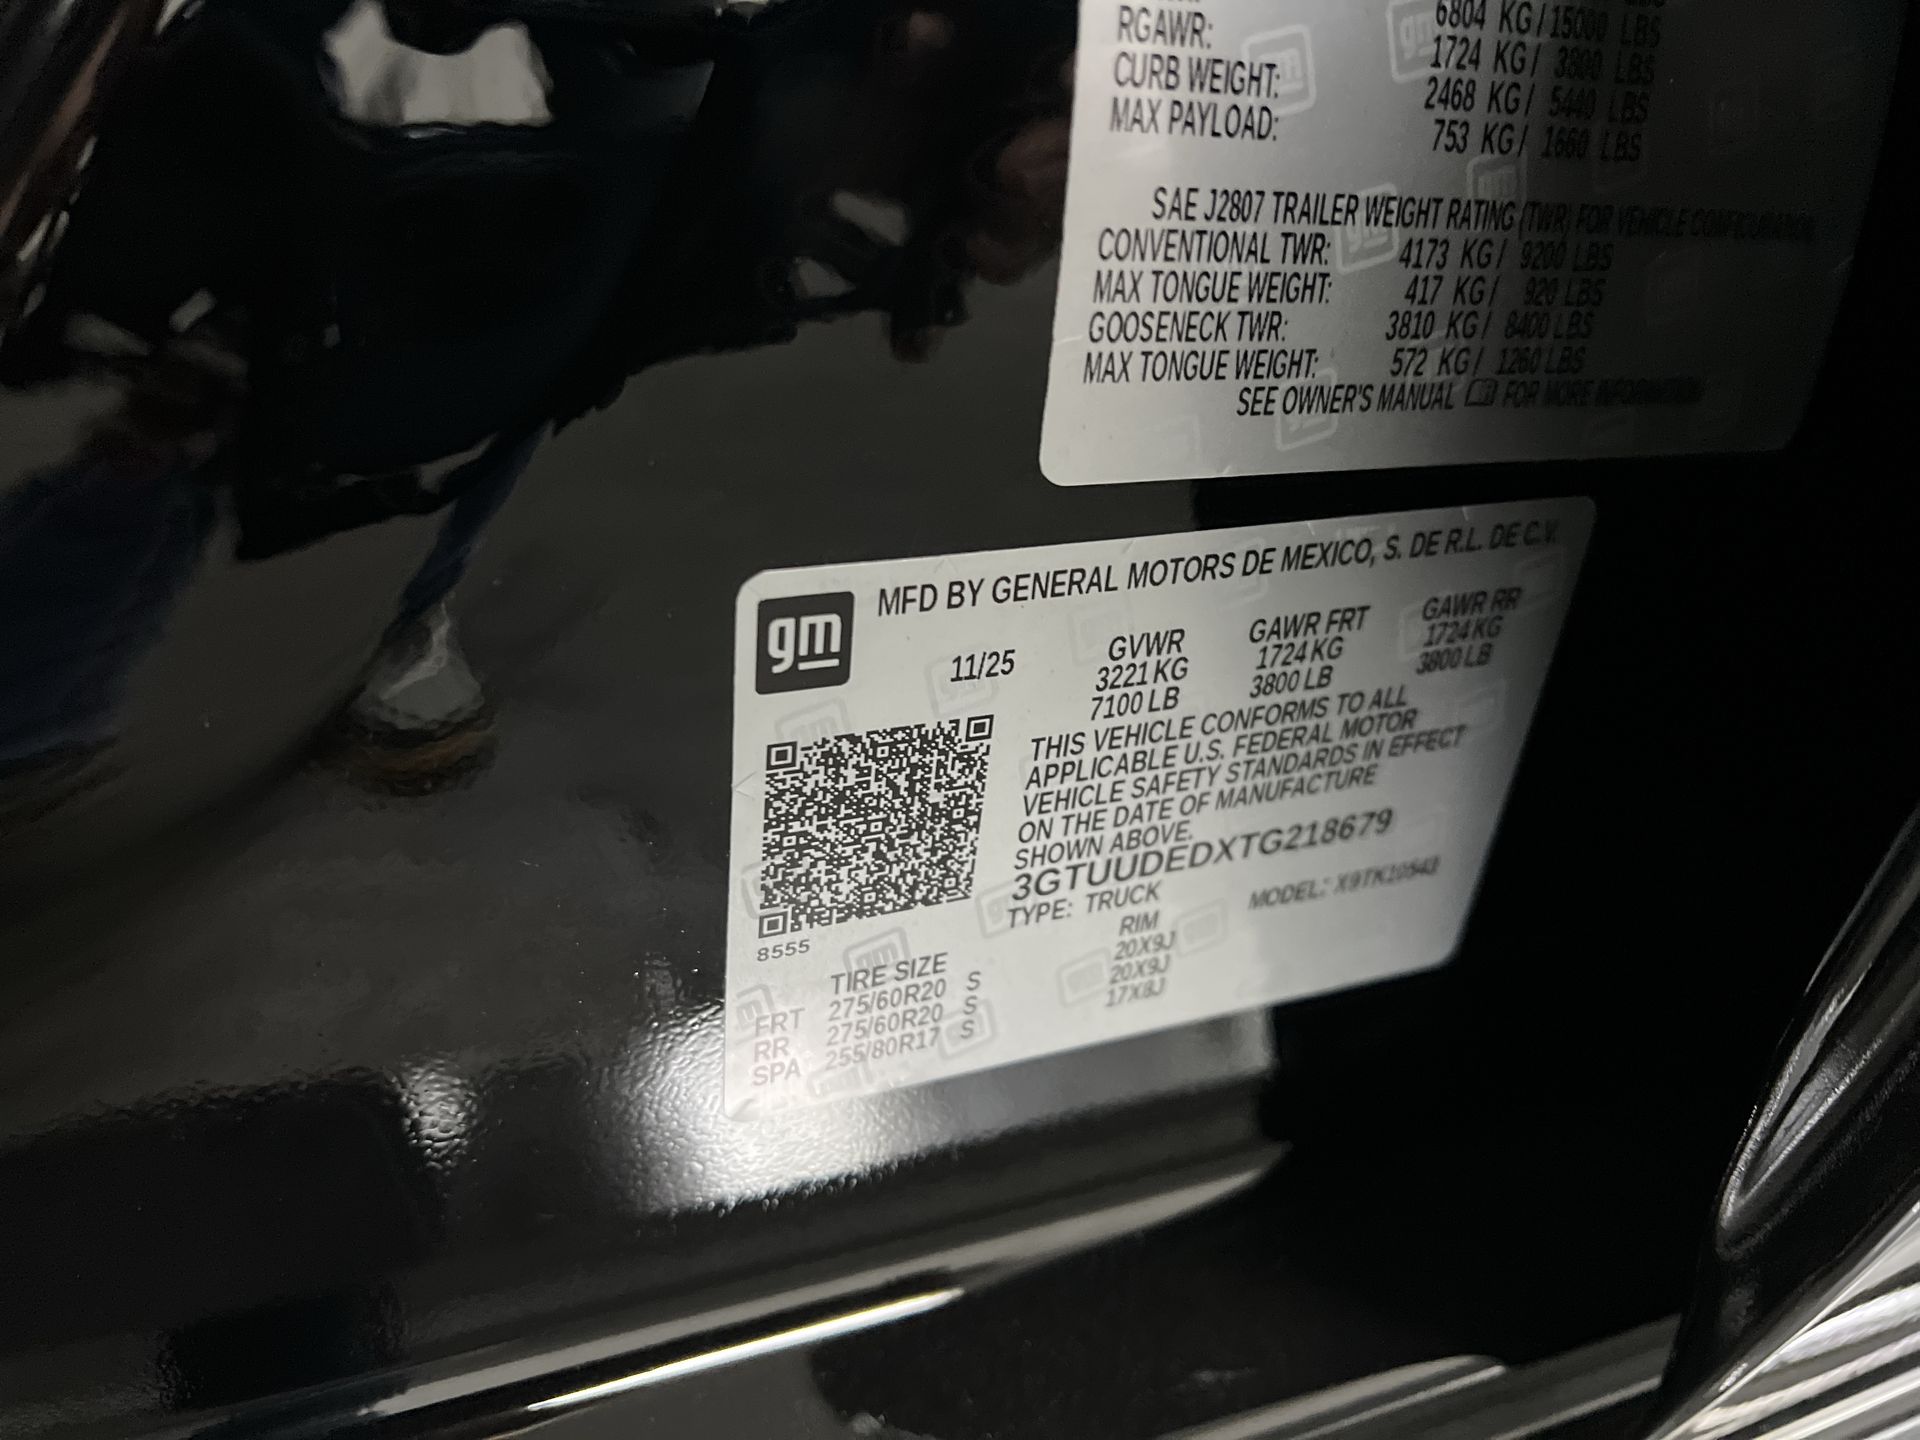 6804 KG/15000 LBS
RGAWR: 1724 KG/ 3800 LBS
CURB WEIGHT: 2468 KG/ 5440 LBS
MAX PAYLOAD: 753 KG/ 1660 LBS
SAE J2807 TRAILER WEIGHT RATING (TWR) FOR VEHICLE CONFIGURATION
CONVENTIONAL TWR: 4173 KG/ 9200 LBS
MAX TONGUE WEIGHT: 417 KG/ 920 LBS
GOOSENECK TWR: 3810 KG/ 8400 LBS
MAX TONGUE WEIGHT: 572 KG/ 1260 LBS
SEE OWNER'S MANUAL FOR MORE INFORMATION
gm
MFD BY GENERAL MOTORS DE MEXICO, S. DE R.L. DE C.V.
11/25
GVWR GAWR FRT GAWR RR
3221 KG 1724 KG 1724 KG
7100 LB 3800 LB 3800 LB
THIS VEHICLE CONFORMS TO ALL
APPLICABLE U.S. FEDERAL MOTOR
VEHICLE SAFETY STANDARDS IN EFFECT
ON THE DATE OF MANUFACTURE
SHOWN ABOVE.
3GTUUDEDXTG218679
TYPE: TRUCK MODEL: X9TK10543
8555
TIRE SIZE RIM
FRT 275/60R20 S 20X9J
RR 275/60R20 S 20X9J
SPA 255/80R17 S 17X8J